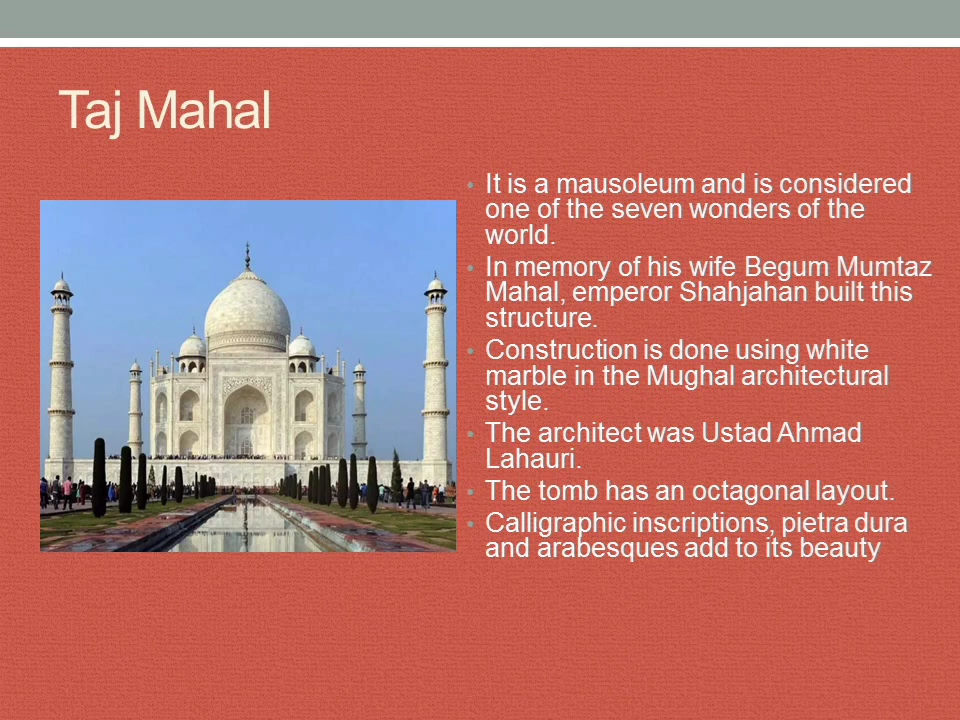 Taj Mahal
• It is a mausoleum and is considered
one of the seven wonders of the
world.
• In memory of his wife Begum Mumtaz
Mahal, emperor Shahjahan built this
structure.
• Construction is done using white
marble in the Mughal architectural
style.
• The architect was Ustad Ahmad
Lahauri.
• The tomb has an octagonal layout.
• Calligraphic inscriptions, pietra dura
and arabesques add to its beauty